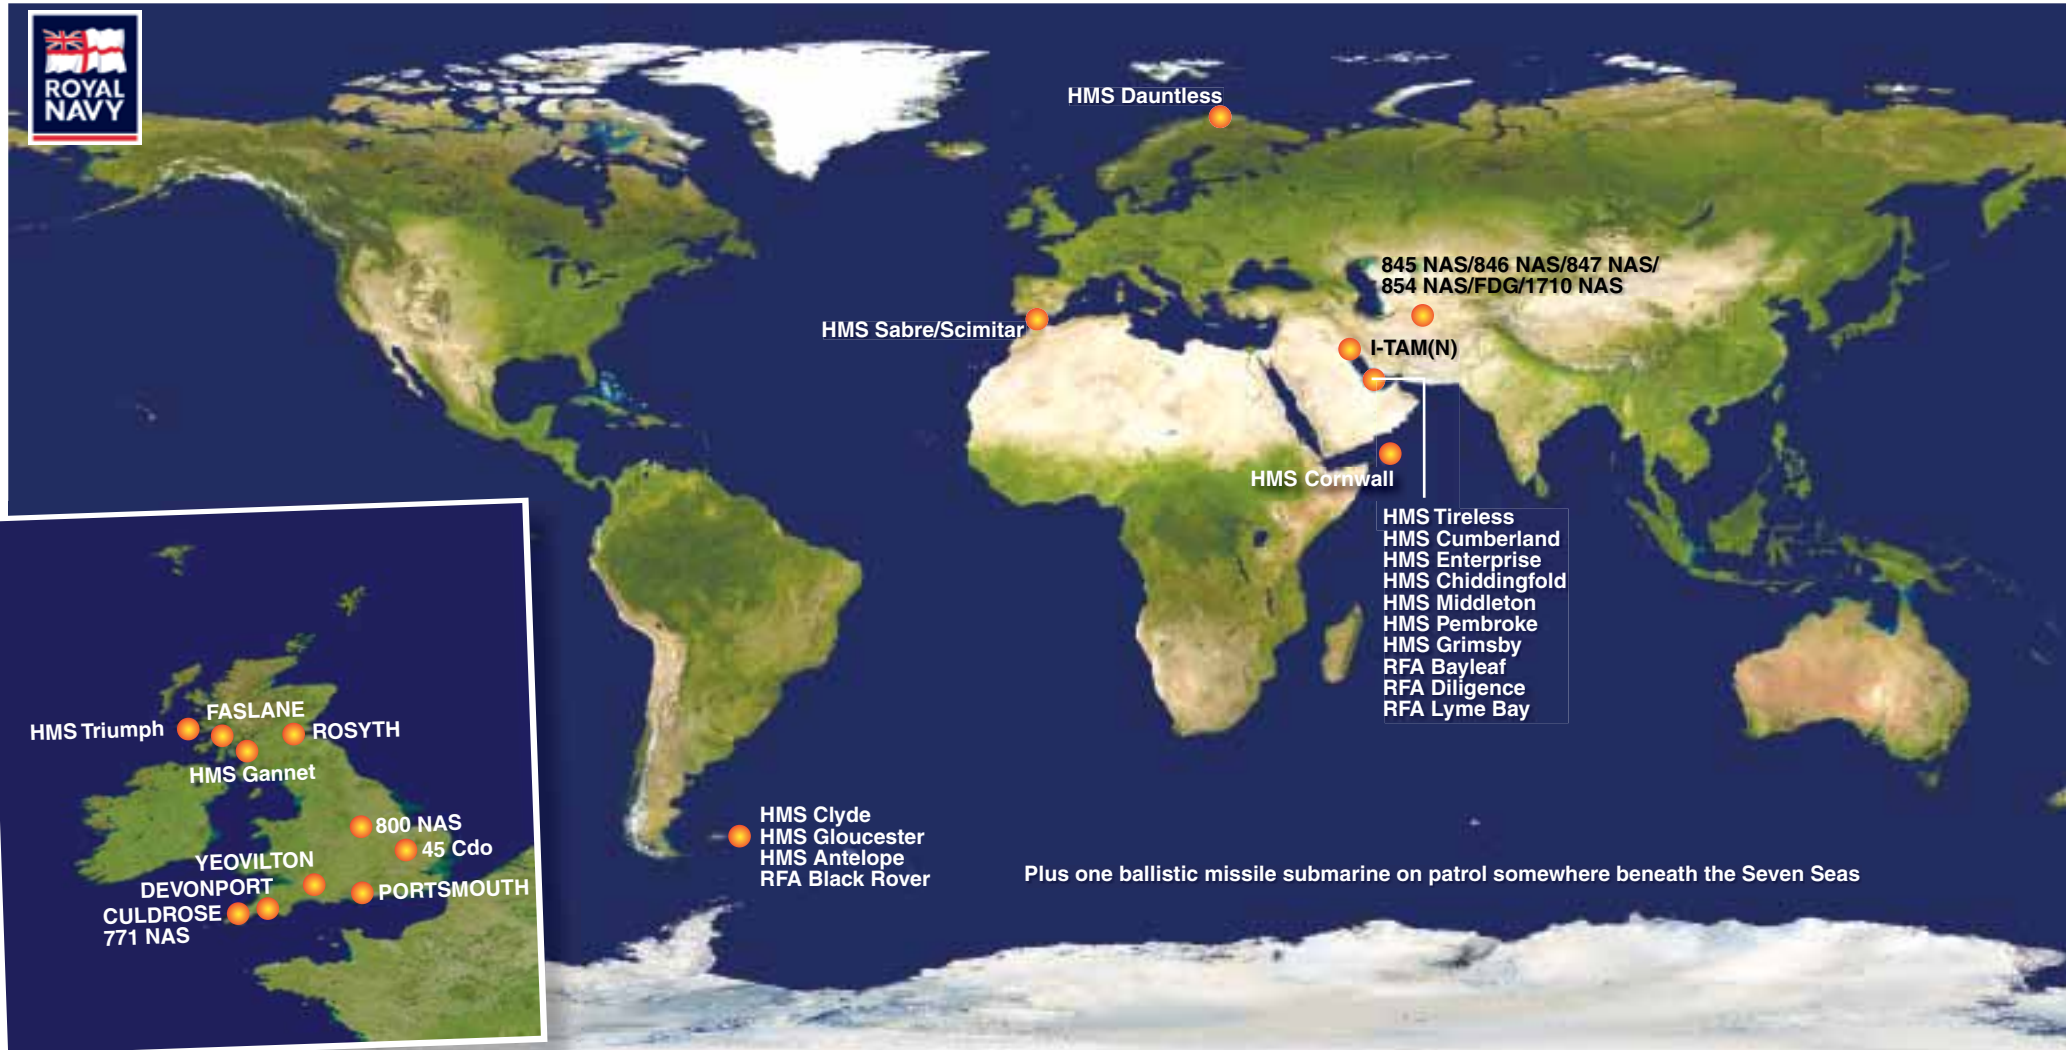 ROYAL
NAVY
HMS Dauntless
845 NAS/846 NAS/847 NAS/
854 NAS/FDG/1710 NAS
HMS Sabre/Scimitar
I-TAM(N)
HMS Cornwall
HMS Tireless
HMS Cumberland
HMS Enterprise
HMS Chiddingfold
HMS Middleton
HMS Pembroke
HMS Grimsby
RFA Bayleaf
RFA Diligence
RFA Lyme Bay
HMS Clyde
HMS Gloucester
HMS Antelope
RFA Black Rover
Plus one ballistic missile submarine on patrol somewhere beneath the Seven Seas
FASLANE
HMS Triumph
ROSYTH
HMS Gannet
800 NAS
45 Cdo
YEOVILTON
DEVONPORT
PORTSMOUTH
CULDROSE
771 NAS